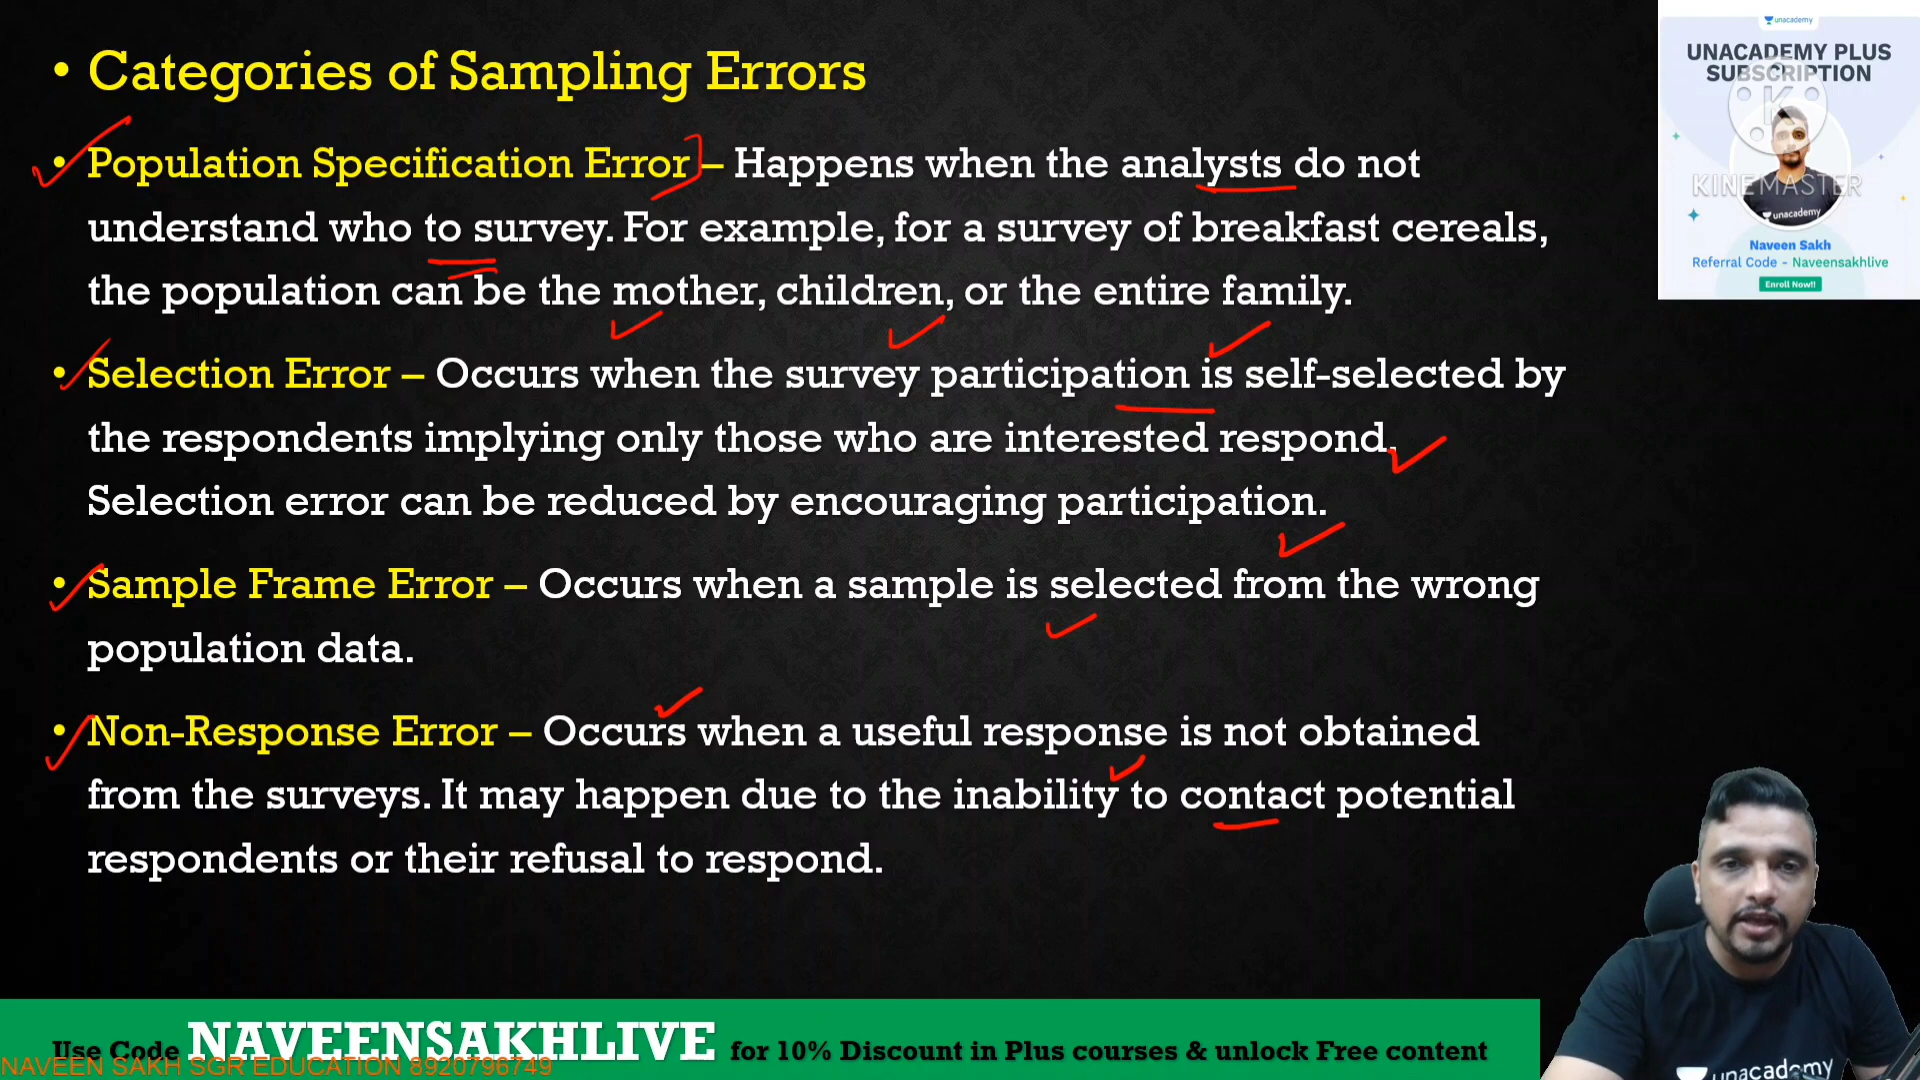 • Categories of Sampling Errors
• Population Specification Error – Happens when the analysts do not
understand who to survey. For example, for a survey of breakfast cereals,
the population can be the mother, children, or the entire family.
• Selection Error – Occurs when the survey participation is self-selected by
the respondents implying only those who are interested respond.
Selection error can be reduced by encouraging participation.
• Sample Frame Error – Occurs when a sample is selected from the wrong
population data.
• Non-Response Error – Occurs when a useful response is not obtained
from the surveys. It may happen due to the inability to contact potential
respondents or their refusal to respond.
unacademy
UNACADEMY PLUS
SUBSCRIPTION
K
KINEMASTER
unacademy
Naveen Sakh
Referral Code - Naveensakhlive
Enroll Now!!
Use Code NAVEENSAKHLIVE for 10% Discount in Plus courses & unlock Free content
NAVEEN SAKH SGR EDUCATION 8920796749
unacademy